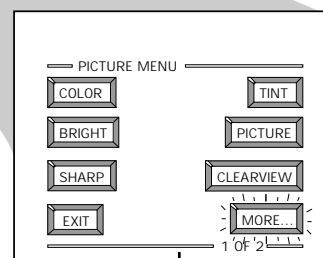 PICTURE MENU
COLOR TINT
BRIGHT PICTURE
SHARP CLEARVIEW
EXIT MORE...
1 OF 2